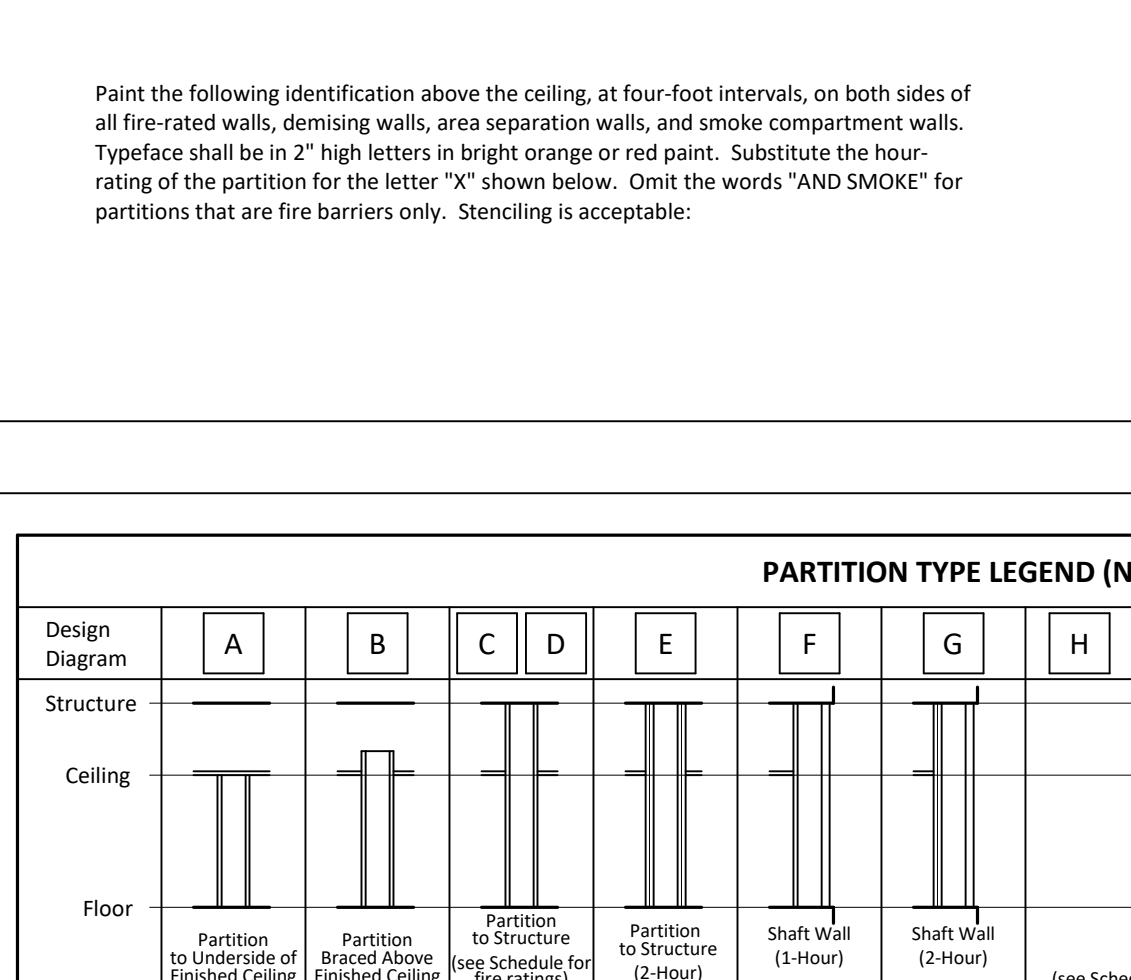 Paint the following identification above the ceiling, at four-foot intervals, on both sides of
all fire-rated walls, demising walls, area separation walls, and smoke compartment walls.
Typeface shall be in 2" high letters in bright orange or red paint.  Substitute the hour-
rating of the partition for the letter "X" shown below.  Omit the words "AND SMOKE" for
partitions that are fire barriers only.  Stenciling is acceptable:
PARTITION TYPE LEGEND (N
Design
Diagram
A
B
C
D
E
F
G
H
Structure
Ceiling
Floor
Partition
to Underside of
Finished Ceiling
Partition
Braced Above
Finished Ceiling
Partition
to Structure
(see Schedule for
fire ratings)
Partition
to Structure
(2-Hour)
Shaft Wall
(1-Hour)
Shaft Wall
(2-Hour)
(see Sched